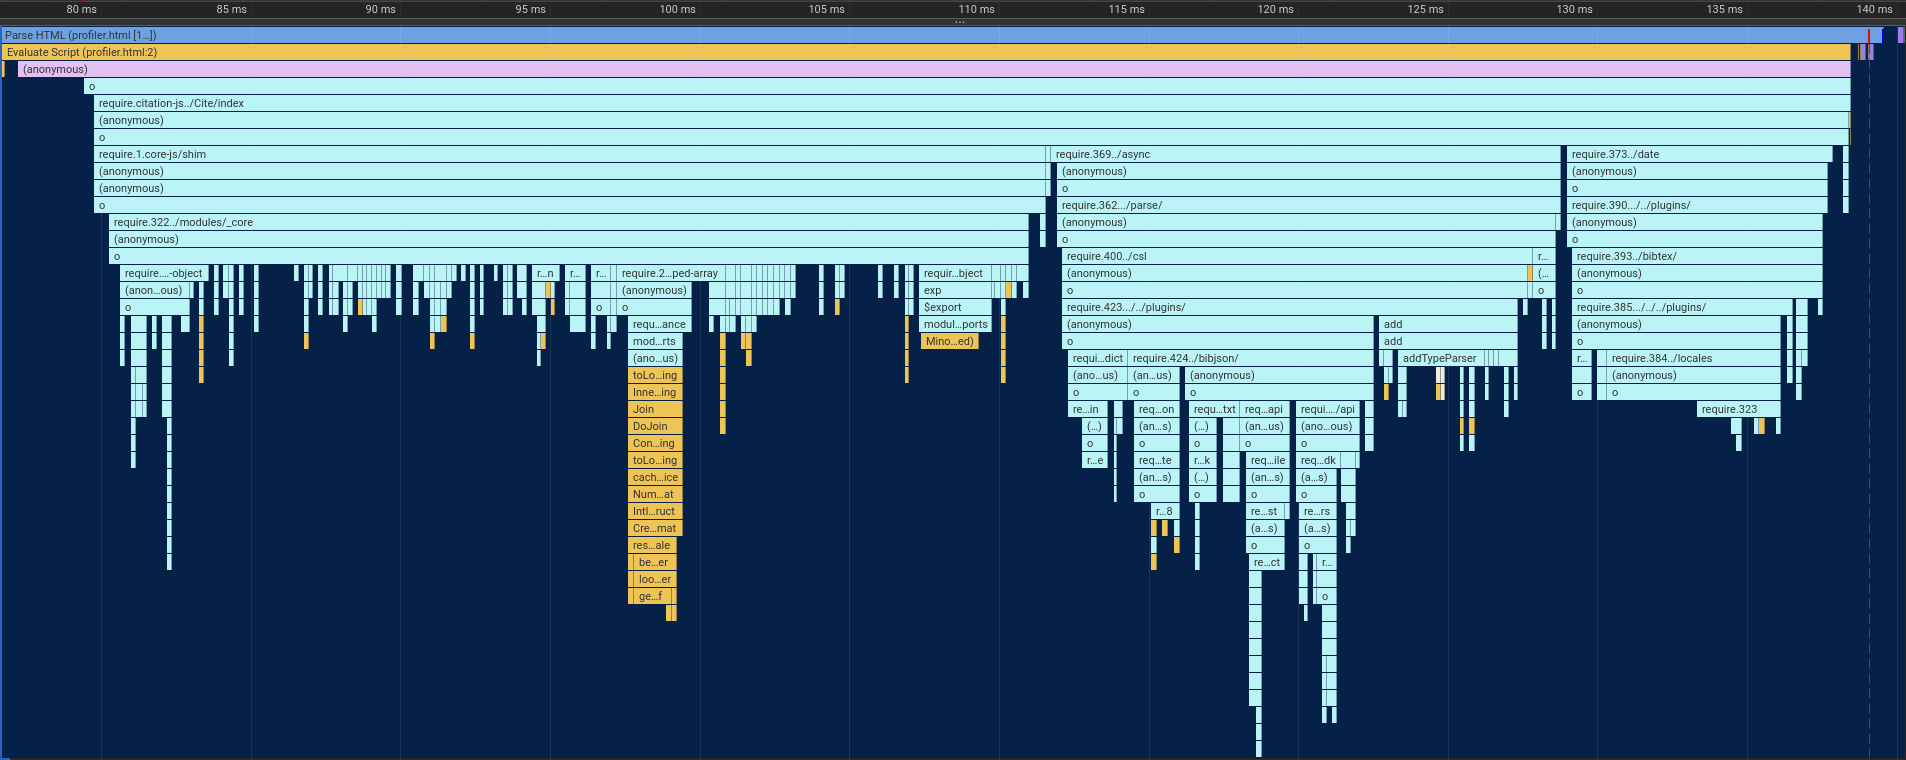 80 ms 85 ms 90 ms 95 ms 100 ms 105 ms 110 ms 115 ms 120 ms 125 ms 130 ms 135 ms 140 ms
...
Parse HTML (profiler.html [1…])
Evaluate Script (profiler.html:2)
(anonymous)
o
require.citation-js../Cite/index
(anonymous)
o
require.1.core-js/shim require.369../async require.373../date
(anonymous) (anonymous) (anonymous)
(anonymous) o o
o require.362.../parse/ require.390.../../plugins/
require.322../modules/_core (anonymous) (anonymous)
(anonymous) o o
o require.400../csl r… require.393../bibtex/
require.…-object r…n r… r… require.2…ped-array requir…bject (anonymous) (… (anonymous)
(anon…ous) (anonymous) exp o o o
o o o $export require.423../../plugins/ require.385../../../plugins/
requ…ance modul…ports (anonymous) add (anonymous)
mod…rts Mino…ed) o add o
(ano…us) requi…dict require.424../bibjson/ addTypeParser r… require.384../locales
toLo…ing (ano…us) (an…us) (anonymous) (anonymous)
Inne…ing o o o o o
Join re…in req…on requ…txt req…api requi…/api require.323
DoJoin (…) (an…s) (…) (an…us) (ano…ous)
Con…ing o o o o o
toLo…ing r…e req…te r…k req…ile req…dk
cach…ice (an…s) (…) (an…s) (a…s)
Num…at o o o o
Intl…ruct r…8 re…st re…rs
Cre…mat (a…s) (a…s)
res…ale o o
be…er re…ct r…
loo…er
ge…f o